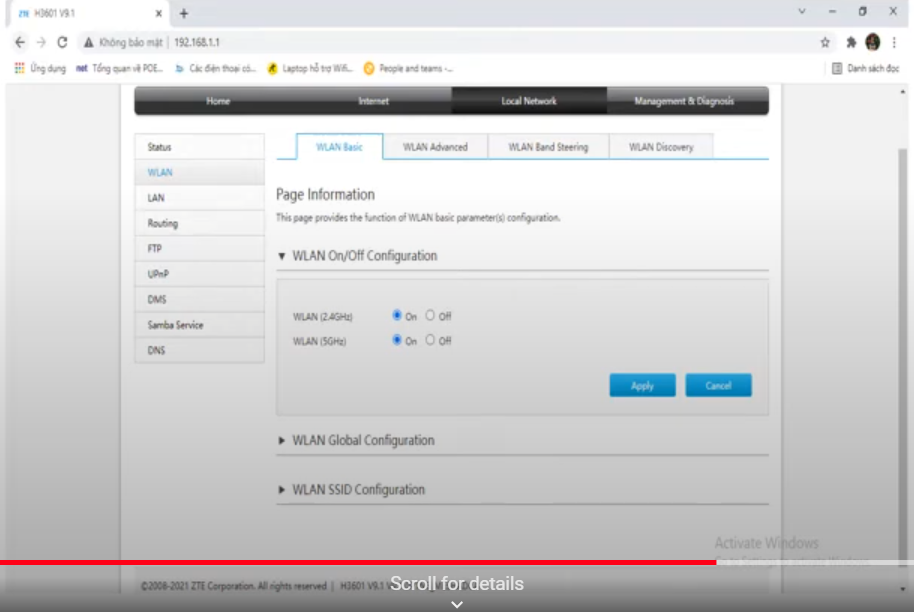 ZTE H3601 V9.1
Không bảo mật | 192.168.1.1
Ứng dụng net Tổng quan về POE... Các điện thoại có... Laptop hỗ trợ Wifi... People and teams -... Danh sách đọc
Home Internet Local Network Management & Diagnosis
Status
WLAN
LAN
Routing
FTP
UPnP
DMS
Samba Service
DNS
WLAN Basic WLAN Advanced WLAN Band Steering WLAN Discovery
Page Information
This page provides the function of WLAN basic parameter(s) configuration.
WLAN On/Off Configuration
WLAN (2.4GHz) On Off
WLAN (5GHz) On Off
Apply Cancel
WLAN Global Configuration
WLAN SSID Configuration
Activate Windows
©2008-2021 ZTE Corporation. All rights reserved | H3601 V9.1
Scroll for details